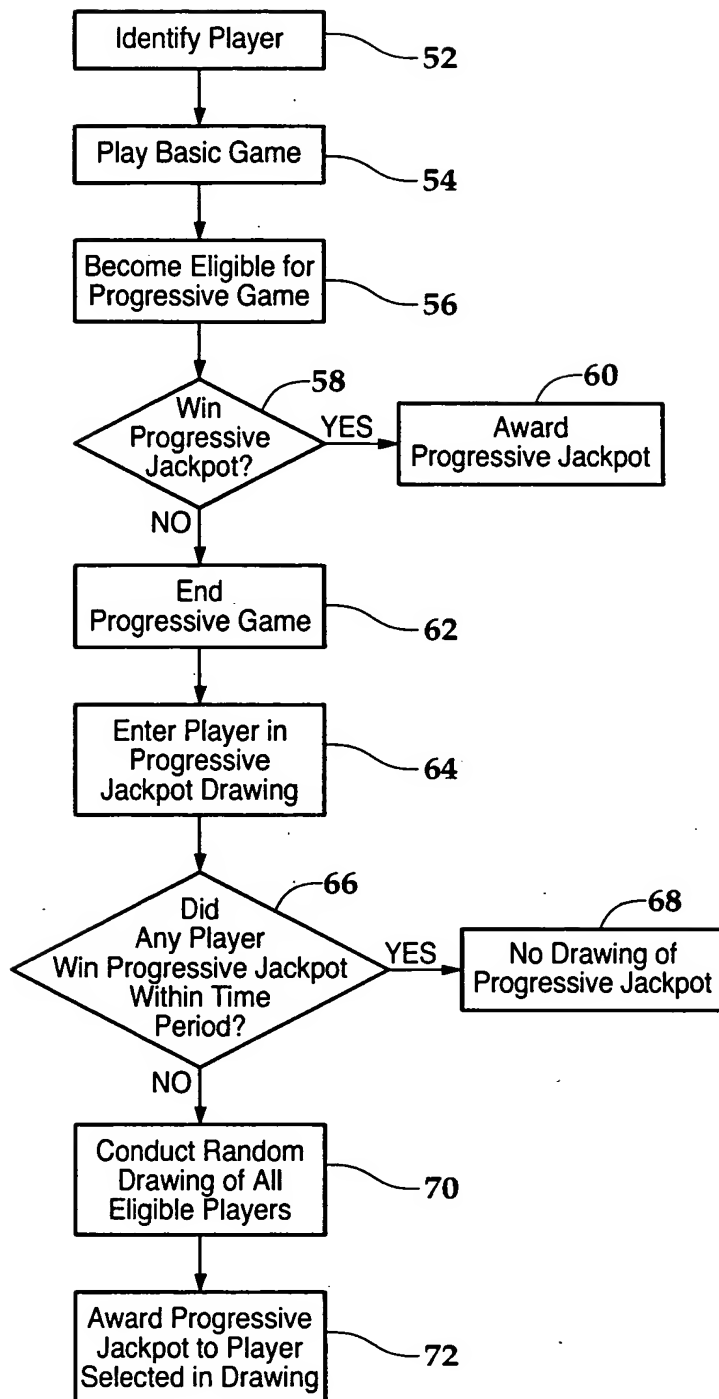 Identify Player
52
Play Basic Game
54
Become Eligible for
Progressive Game
56
58
Win
Progressive
Jackpot?
YES
60
Award
Progressive Jackpot
NO
End
Progressive Game
62
Enter Player in
Progressive
Jackpot Drawing
64
66
Did
Any Player
Win Progressive Jackpot
Within Time
Period?
YES
68
No Drawing of
Progressive Jackpot
NO
Conduct Random
Drawing of All
Eligible Players
70
Award Progressive
Jackpot to Player
Selected in Drawing
72